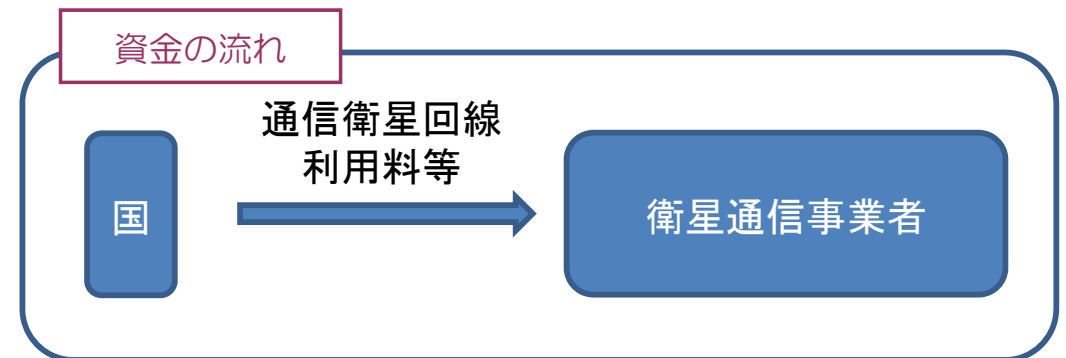 資金の流れ
通信衛星回線
利用料等
国
衛星通信事業者